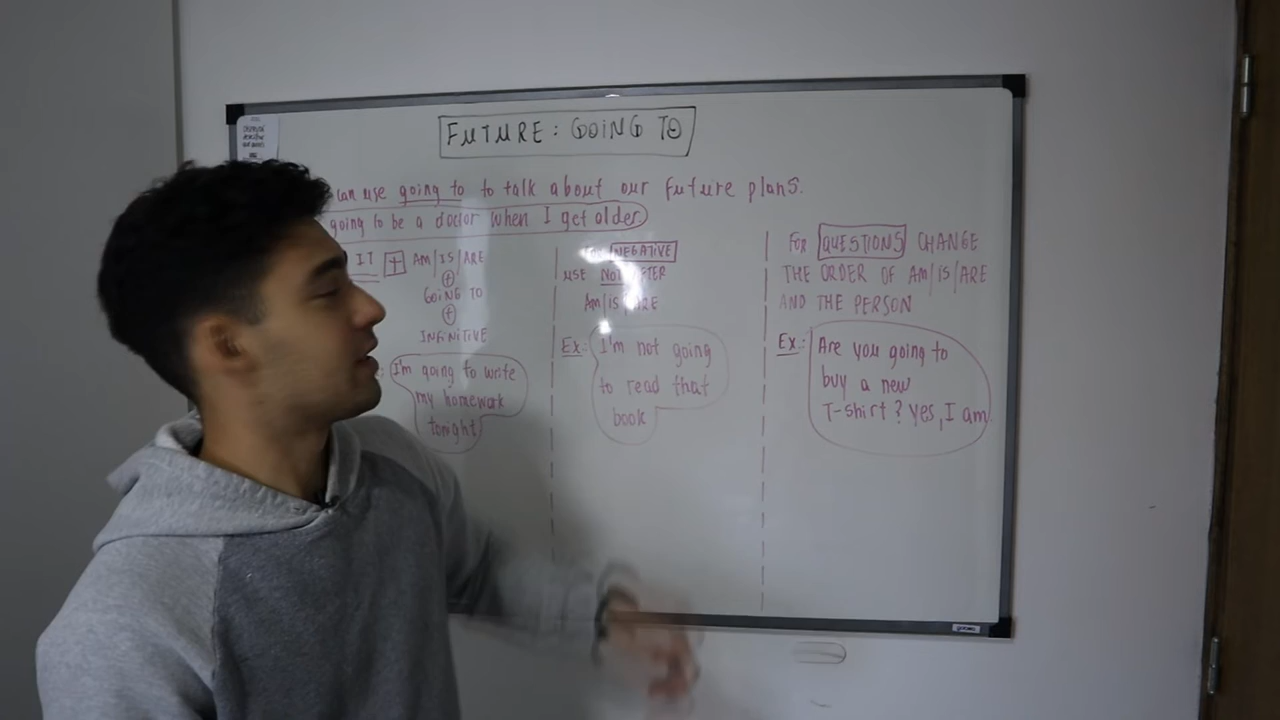 FUTURE: GOING TO
can use going to to talk about our future plans.
going to be a doctor when I get older
IT + AM/IS/ARE
+
GOING TO
+
INFINITIVE
I'm going to write
my homework
tonight
NEGATIVE
USE NOT
AM/IS/ARE
Ex: I'm not going
to read that
book
FOR QUESTIONS CHANGE
THE ORDER OF AM/IS/ARE
AND THE PERSON
Ex: Are you going to
buy a new
T-shirt? Yes, I am